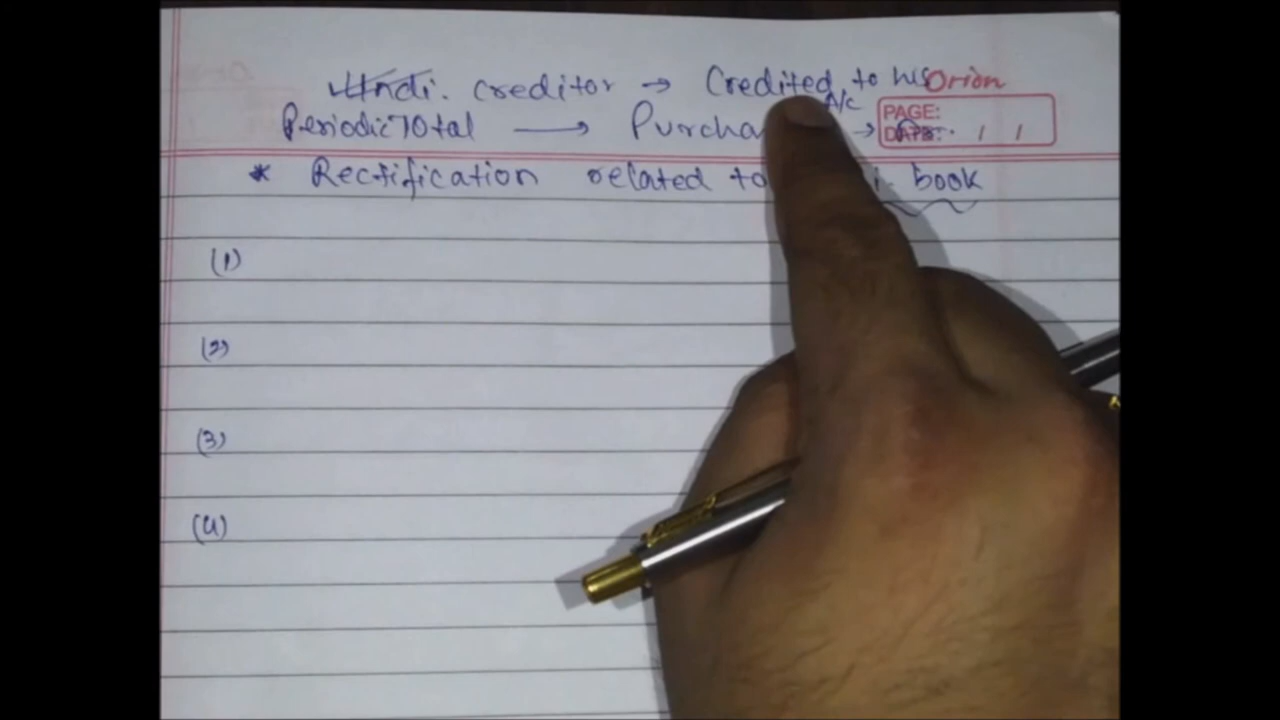 Indi. creditor → Credited to his Orion
A/c
Periodic Total → Purcha →
PAGE:
DATE: / /
* Rectification related to book
(1)
(2)
(3)
(4)